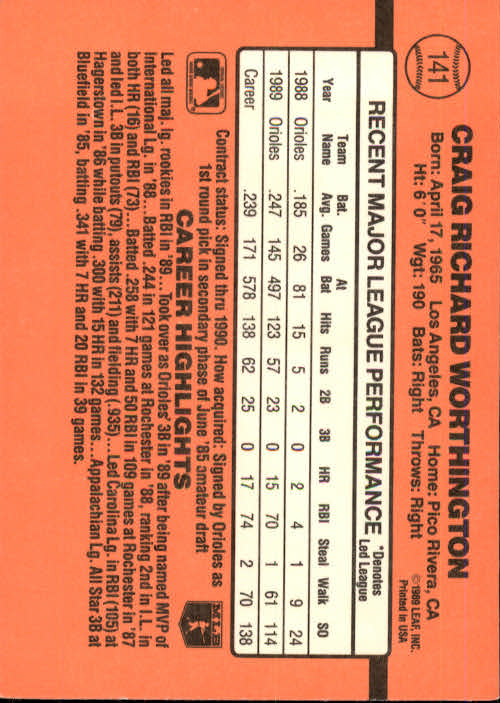 141
CRAIG RICHARD WORTHINGTON
Born: April 17, 1965 Los Angeles, CA Home: Pico Rivera, CA
Ht: 6'0" Wgt: 190 Bats: Right Throws: Right
©1989 LEAF, INC.
Printed in USA
RECENT MAJOR LEAGUE PERFORMANCE *Denotes Led League
Year Team Name Bat. Avg. Games At Bat Hits Runs 2B 3B HR RBI Steal Walk SO
1988 Orioles .185 26 81 15 5 2 0 2 4 1 9 24
1989 Orioles .247 145 497 123 57 23 0 15 70 1 61 114
Career .239 171 578 138 62 25 0 17 74 2 70 138
Contract status: Signed thru 1990. How acquired: Signed by Orioles as
1st round pick in secondary phase of June '85 amateur draft
CAREER HIGHLIGHTS
MLB
Led all maj. lg. rookies in RBI in '89... Took over as Orioles' 3B in '89 after being named MVP of
International Lg. in '88... Batted .244 in 121 games at Rochester in '88, ranking 2nd in I.L. in
both HR (16) and RBI (73)... Batted .258 with 7 HR and 50 RBI in 109 games at Rochester in '87
and led I.L. 3B in putouts (79), assists (211) and fielding (.935)... Led Carolina Lg. in RBI (105) at
Hagerstown in '86 while batting .300 with 15 HR in 132 games... Appalachian Lg. All Star 3B at
Bluefield in '85, batting .341 with 7 HR and 20 RBI in 39 games.